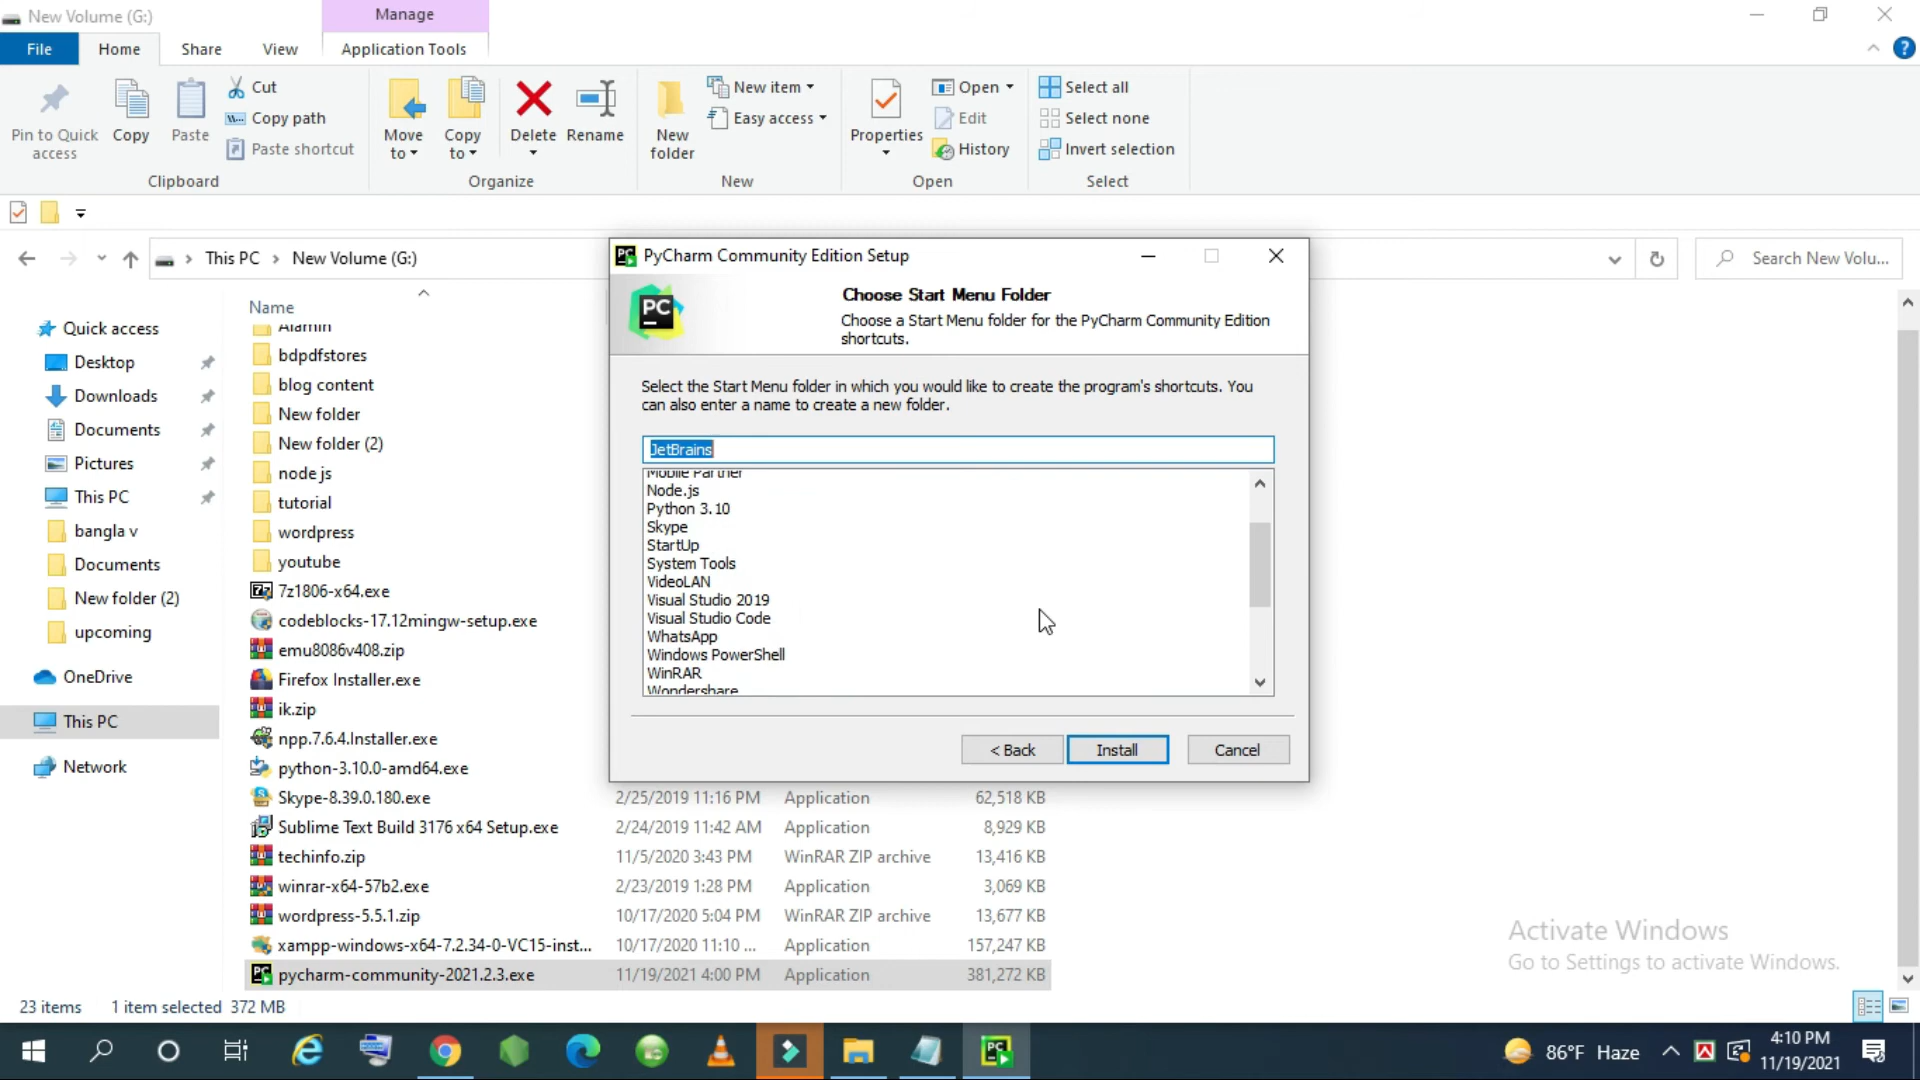 New Volume (G:)
Manage
File
Home
Share
View
Application Tools
Pin to Quick access
Copy
Paste
Cut
Copy path
Paste shortcut
Clipboard
Move to
Copy to
Delete
Rename
Organize
New folder
New item
Easy access
New
Properties
Open
Edit
History
Open
Select all
Select none
Invert selection
Select
This PC > New Volume (G:)
Search New Volu...
Quick access
Desktop
Downloads
Documents
Pictures
This PC
bangla v
Documents
New folder (2)
upcoming
OneDrive
This PC
Network
Name
Alamin
bdpdfstores
blog content
New folder
New folder (2)
node js
tutorial
wordpress
youtube
7z1806-x64.exe
codeblocks-17.12mingw-setup.exe
emu8086v408.zip
Firefox Installer.exe
ik.zip
npp.7.6.4.Installer.exe
python-3.10.0-amd64.exe
Skype-8.39.0.180.exe 2/25/2019 11:16 PM Application 62,518 KB
Sublime Text Build 3176 x64 Setup.exe 2/24/2019 11:42 AM Application 8,929 KB
techinfo.zip 11/5/2020 3:43 PM WinRAR ZIP archive 13,416 KB
winrar-x64-57b2.exe 2/23/2019 1:28 PM Application 3,069 KB
wordpress-5.5.1.zip 10/17/2020 5:04 PM WinRAR ZIP archive 13,677 KB
xampp-windows-x64-7.2.34-0-VC15-inst... 10/17/2020 11:10 ... Application 157,247 KB
pycharm-community-2021.2.3.exe 11/19/2021 4:00 PM Application 381,272 KB
PyCharm Community Edition Setup
PC
Choose Start Menu Folder
Choose a Start Menu folder for the PyCharm Community Edition
shortcuts.
Select the Start Menu folder in which you would like to create the program's shortcuts. You
can also enter a name to create a new folder.
JetBrains
Mobile Partner
Node.js
Python 3.10
Skype
StartUp
System Tools
VideoLAN
Visual Studio 2019
Visual Studio Code
WhatsApp
Windows PowerShell
WinRAR
Wondershare
< Back
Install
Cancel
Activate Windows
Go to Settings to activate Windows.
23 items 1 item selected 372 MB
86°F Haze
4:10 PM
11/19/2021